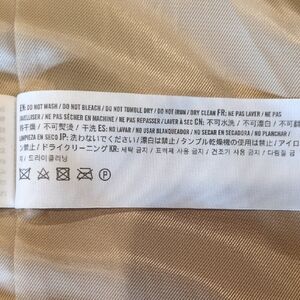 EN: DO NOT WASH / DO NOT BLEACH / DO NOT TUMBLE DRY / DO NOT IRON / DRY CLEAN FR: NE PAS LAVER / NE PAS
JAVELLISER / NE PAS SÉCHER EN MACHINE / NE PAS REPASSER / LAVER À SEC CN: 不可水洗 / 不可漂白 / 不可翻
转干燥 / 不可熨烫 / 干洗 ES: NO LAVAR / NO USAR BLANQUEADOR / NO SECAR EN SECADORA / NO PLANCHAR /
LIMPIEZA EN SECO JP: 洗わないでください / 漂白は禁止 / タンブル乾燥機の使用は禁止 / アイロ
ン禁止 / ドライクリーニング KR: 세탁 금지 / 표백제 사용 금지 / 건조기 사용 금지 / 다림질 금
지 / 드라이클리닝
P